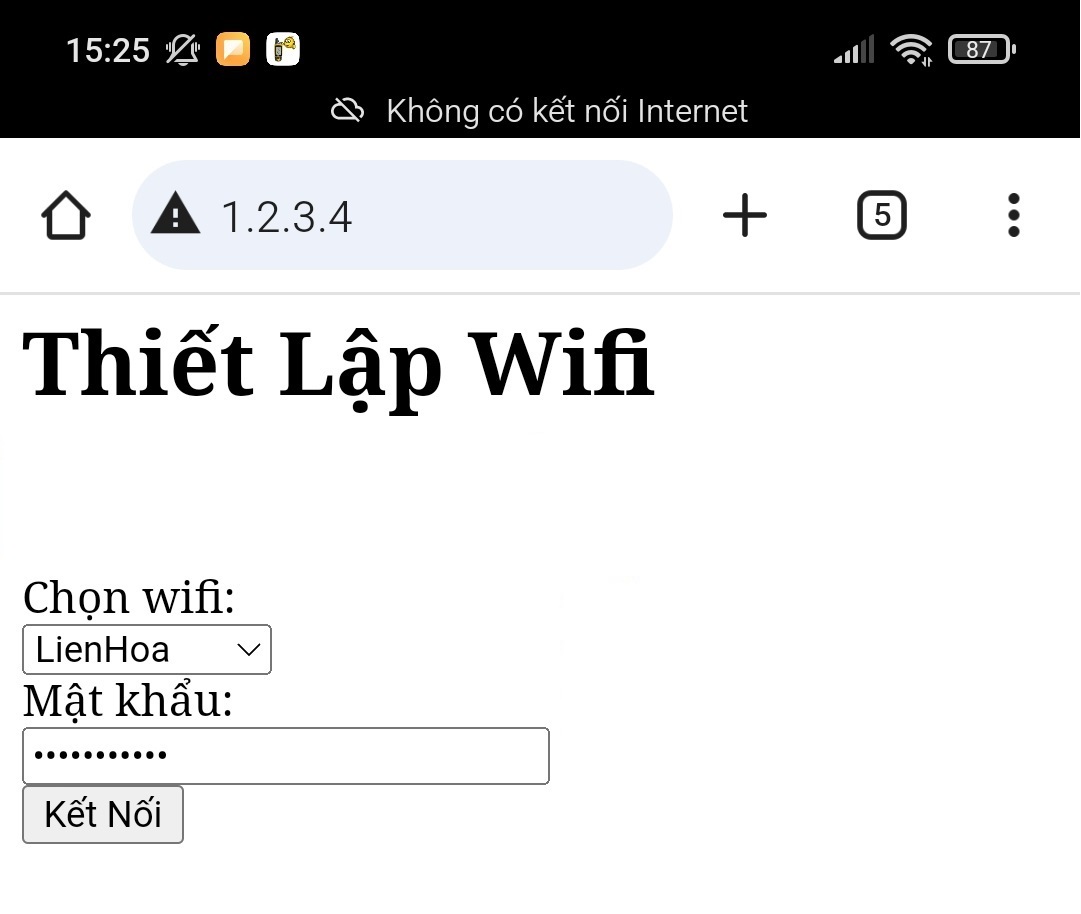 15:25
87
Không có kết nối Internet
1.2.3.4
5
Thiết Lập Wifi
Chọn wifi:
LienHoa
Mật khẩu:
•••••••••••
Kết Nối